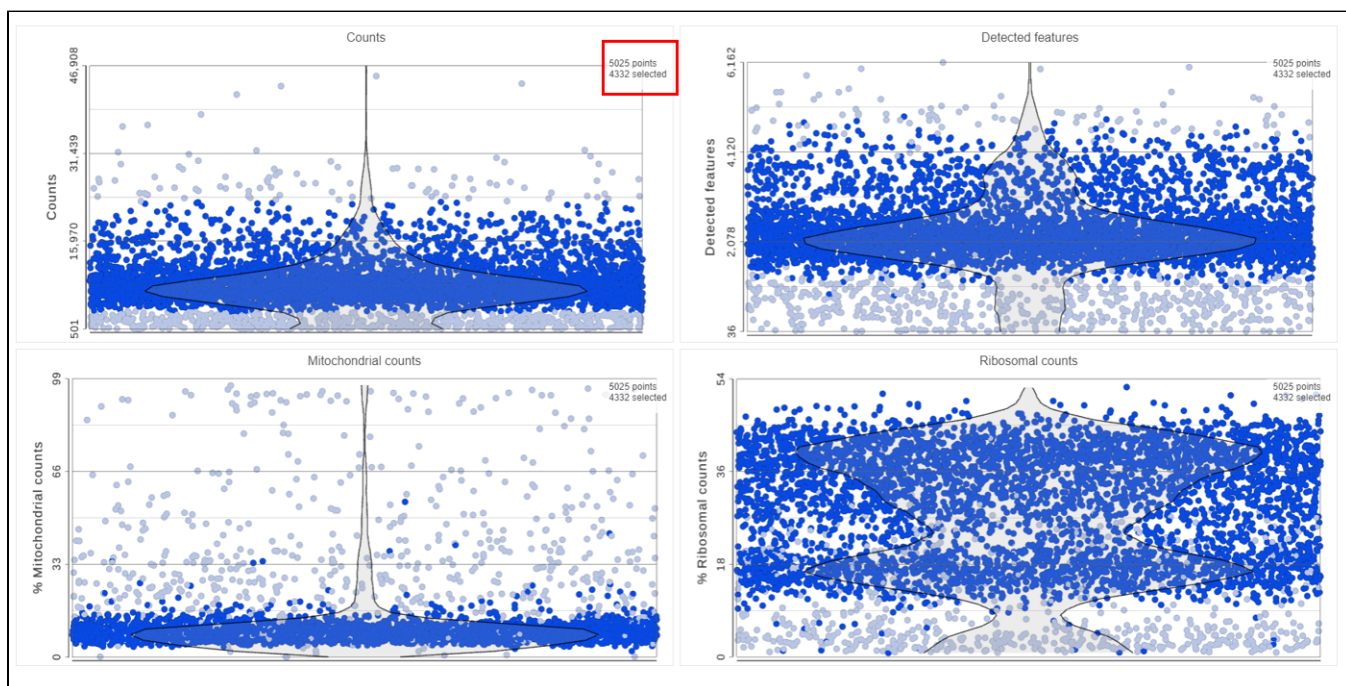 Counts
5025 points
4332 selected
46,908
31,439
15,970
501
Counts
Detected features
5025 points
4332 selected
6,162
4,120
2,078
36
Detected features
Mitochondrial counts
5025 points
4332 selected
99
66
33
0
% Mitochondrial counts
Ribosomal counts
5025 points
4332 selected
54
36
18
0
% Ribosomal counts